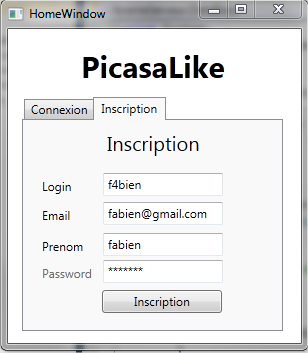 HomeWindow
PicasaLike
Connexion Inscription
Inscription
Login f4bien
Email fabien@gmail.com
Prenom fabien
Password *******
Inscription